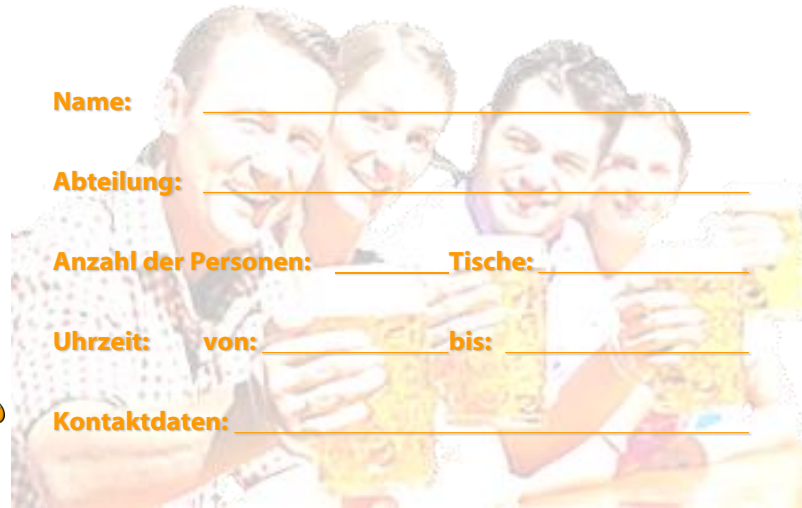 Name:
Abteilung:
Anzahl der Personen: Tische:
Uhrzeit: von: bis:
Kontaktdaten: